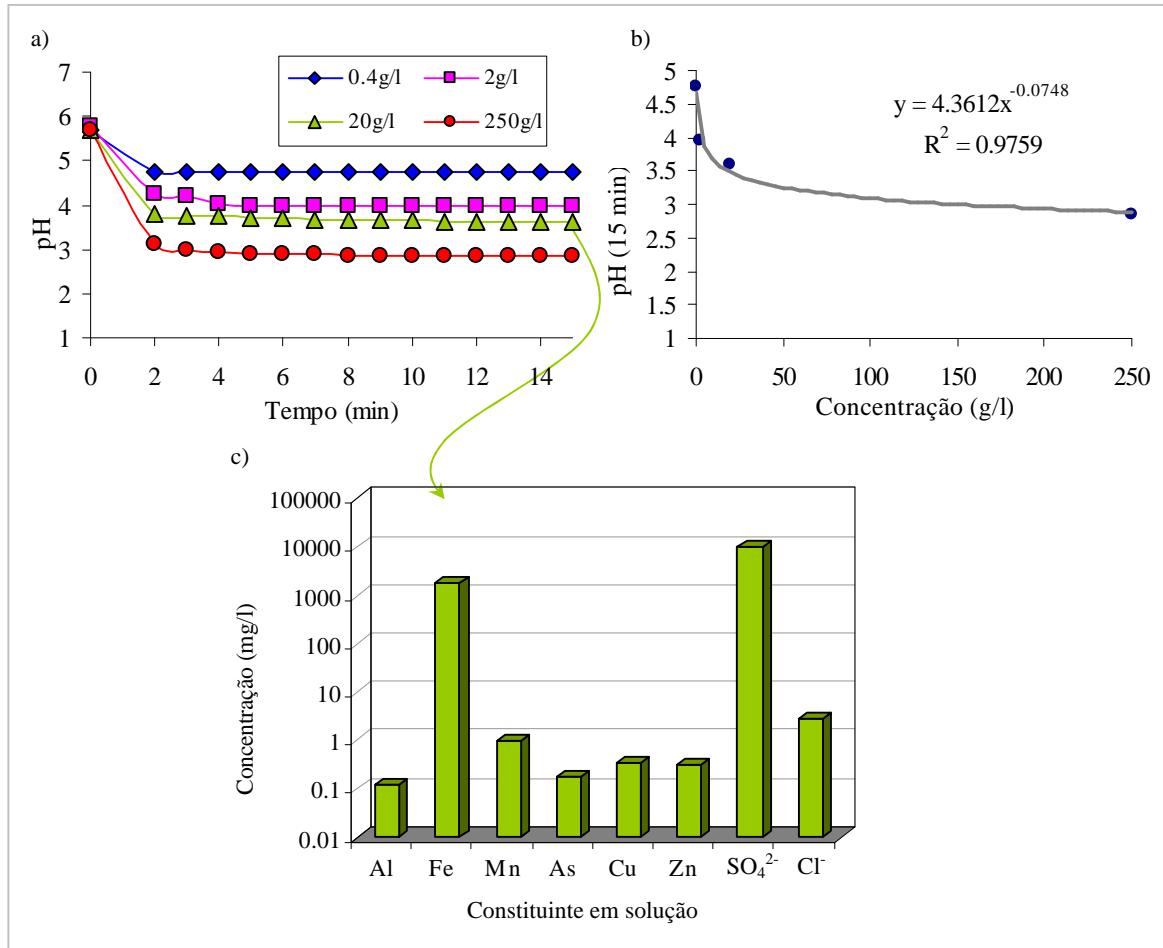 a)
7
6
5
4
3
2
1
pH
0 2 4 6 8 10 12 14
Tempo (min)
0.4g/l 2g/l
20g/l 250g/l
b)
5
4.5
4
3.5
3
2.5
2
1.5
1
pH (15 min)
y = 4.3612x^-0.0748
R² = 0.9759
0 50 100 150 200 250
Concentração (g/l)
c)
100000
10000
1000
100
10
1
0.1
0.01
Concentração (mg/l)
Al Fe Mn As Cu Zn SO₄²⁻ Cl⁻
Constituinte em solução